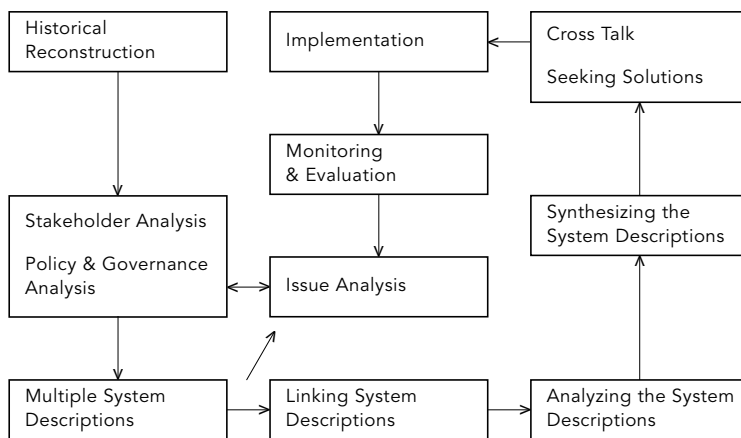 Historical
Reconstruction
Implementation
Cross Talk
Seeking Solutions
Monitoring
& Evaluation
Stakeholder Analysis
Policy & Governance
Analysis
Synthesizing the
System Descriptions
Issue Analysis
Multiple System
Descriptions
Linking System
Descriptions
Analyzing the System
Descriptions